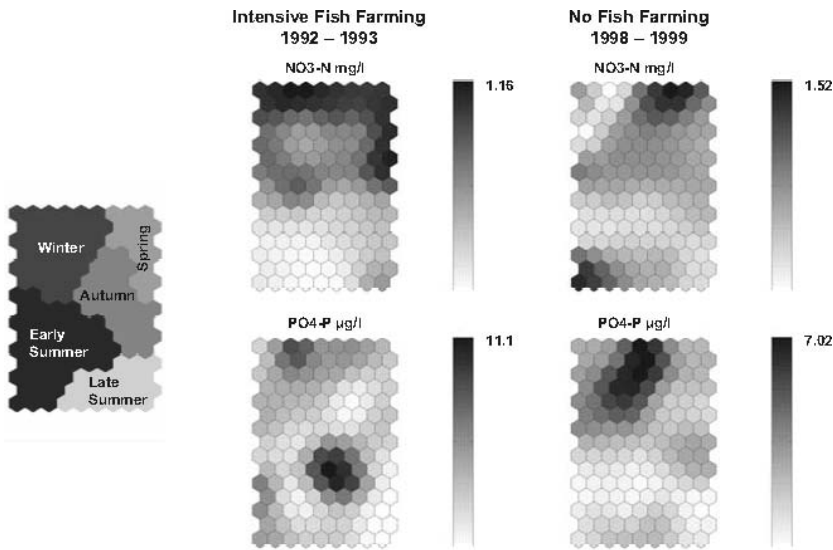 Intensive Fish Farming
1992 – 1993
No Fish Farming
1998 – 1999
NO3-N mg/l
1.16
NO3-N mg/l
1.52
Winter
Spring
Autumn
Early
Summer
Late
Summer
PO4-P µg/l
11.1
PO4-P µg/l
7.02